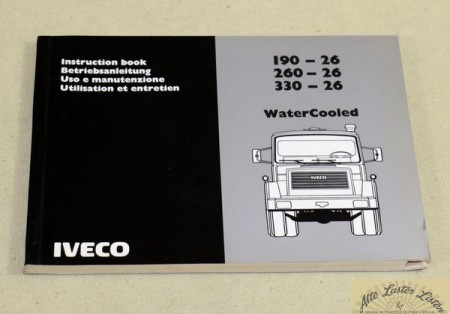 Instruction book
Betriebsanleitung
Uso e manutenzione
Utilisation et entretien
190 – 26
260 – 26
330 – 26
WaterCooled
IVECO
IVECO
Alte Laster Listen